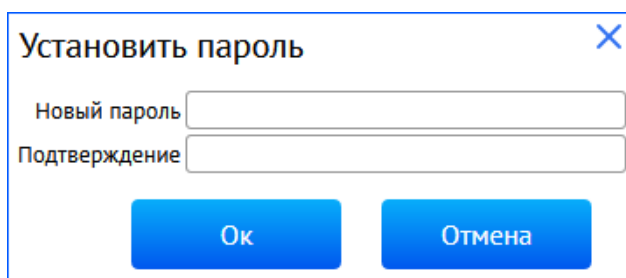 Установить пароль
Новый пароль
Подтверждение
Ок Отмена